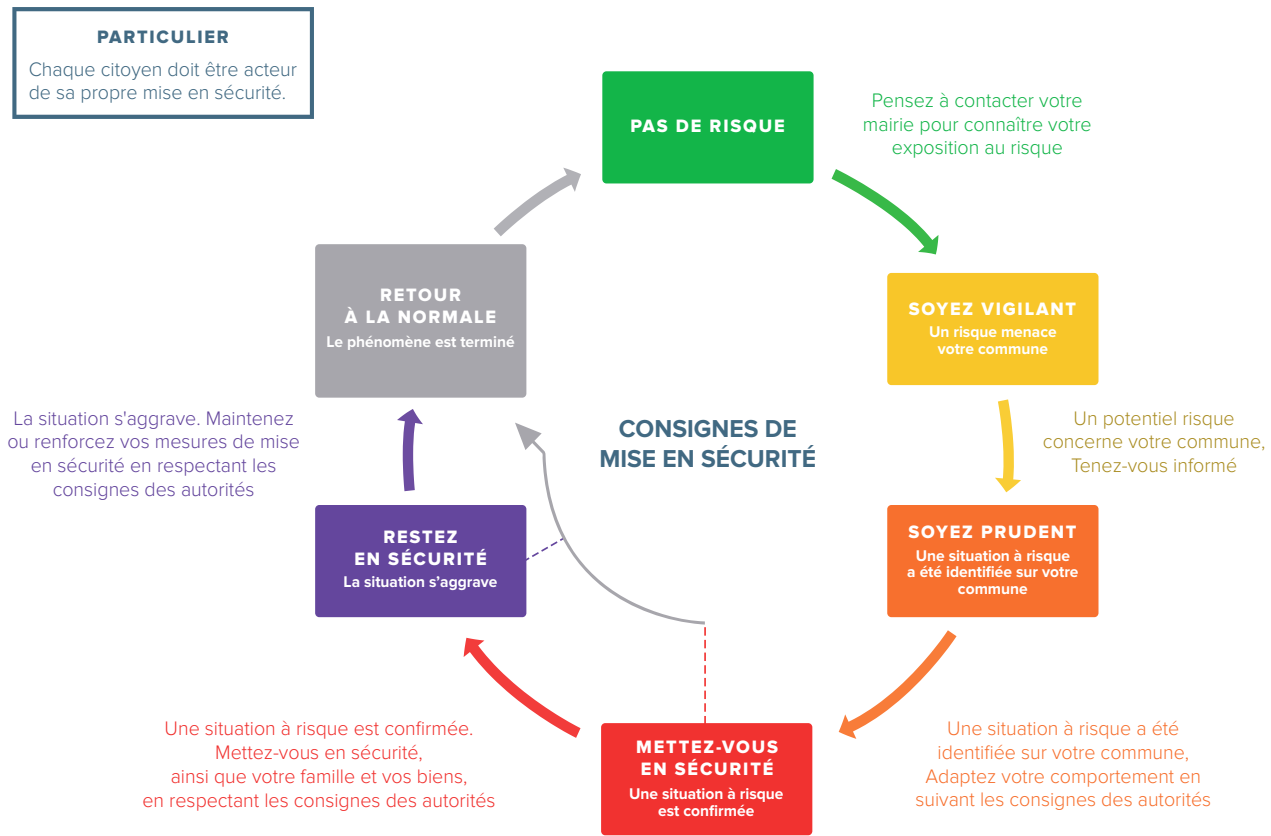 PARTICULIER
Chaque citoyen doit être acteur
de sa propre mise en sécurité.
PAS DE RISQUE
Pensez à contacter votre
mairie pour connaître votre
exposition au risque
SOYEZ VIGILANT
Un risque menace
votre commune
Un potentiel risque
concerne votre commune,
Tenez-vous informé
SOYEZ PRUDENT
Une situation à risque
a été identifiée sur votre
commune
Une situation à risque a été
identifiée sur votre commune,
Adaptez votre comportement en
suivant les consignes des autorités
METTEZ-VOUS
EN SÉCURITÉ
Une situation à risque
est confirmée
Une situation à risque est confirmée.
Mettez-vous en sécurité,
ainsi que votre famille et vos biens,
en respectant les consignes des autorités
RESTEZ
EN SÉCURITÉ
La situation s'aggrave
La situation s'aggrave. Maintenez
ou renforcez vos mesures de mise
en sécurité en respectant les
consignes des autorités
RETOUR
À LA NORMALE
Le phénomène est terminé
CONSIGNES DE
MISE EN SÉCURITÉ